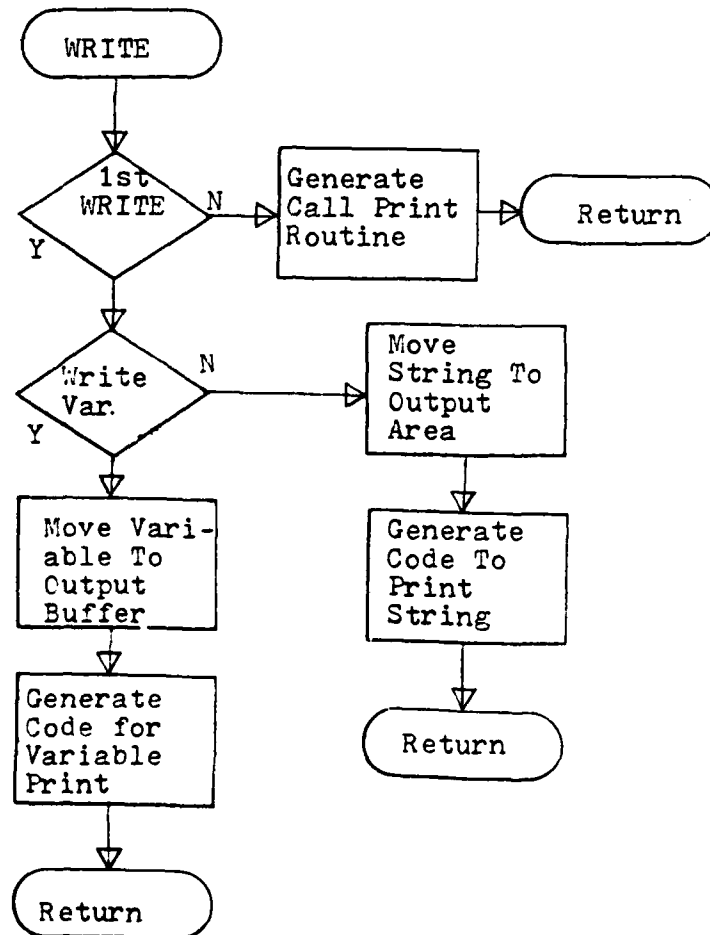 WRITE
1st
WRITE
N
Y
Generate
Call Print
Routine
Return
Write
Var.
N
Y
Move
String To
Output
Area
Move Vari-
able To
Output
Buffer
Generate
Code To
Print
String
Generate
Code for
Variable
Print
Return
Return